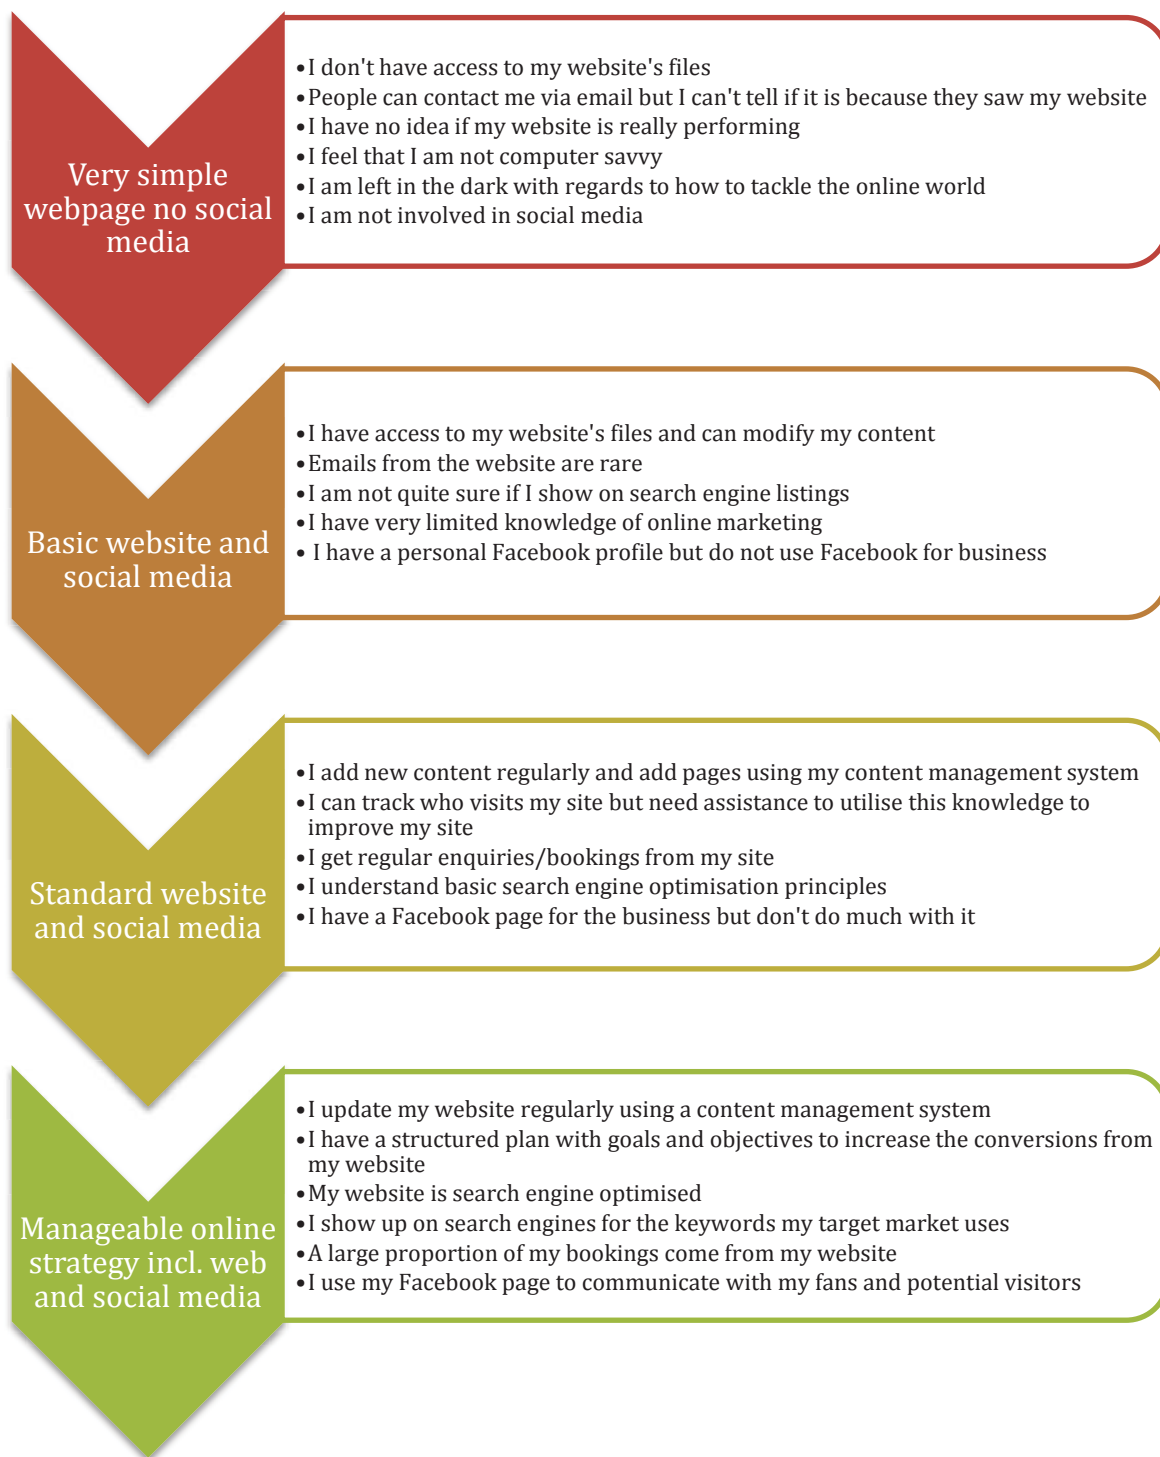 Very simple
webpage no social
media
•I don't have access to my website's files
•People can contact me via email but I can't tell if it is because they saw my website
•I have no idea if my website is really performing
•I feel that I am not computer savvy
•I am left in the dark with regards to how to tackle the online world
•I am not involved in social media
Basic website and
social media
•I have access to my website's files and can modify my content
•Emails from the website are rare
•I am not quite sure if I show on search engine listings
•I have very limited knowledge of online marketing
• I have a personal Facebook profile but do not use Facebook for business
Standard website
and social media
•I add new content regularly and add pages using my content management system
•I can track who visits my site but need assistance to utilise this knowledge to
improve my site
•I get regular enquiries/bookings from my site
•I understand basic search engine optimisation principles
•I have a Facebook page for the business but don't do much with it
Manageable online
strategy incl. web
and social media
•I update my website regularly using a content management system
•I have a structured plan with goals and objectives to increase the conversions from
my website
•My website is search engine optimised
•I show up on search engines for the keywords my target market uses
•A large proportion of my bookings come from my website
•I use my Facebook page to communicate with my fans and potential visitors